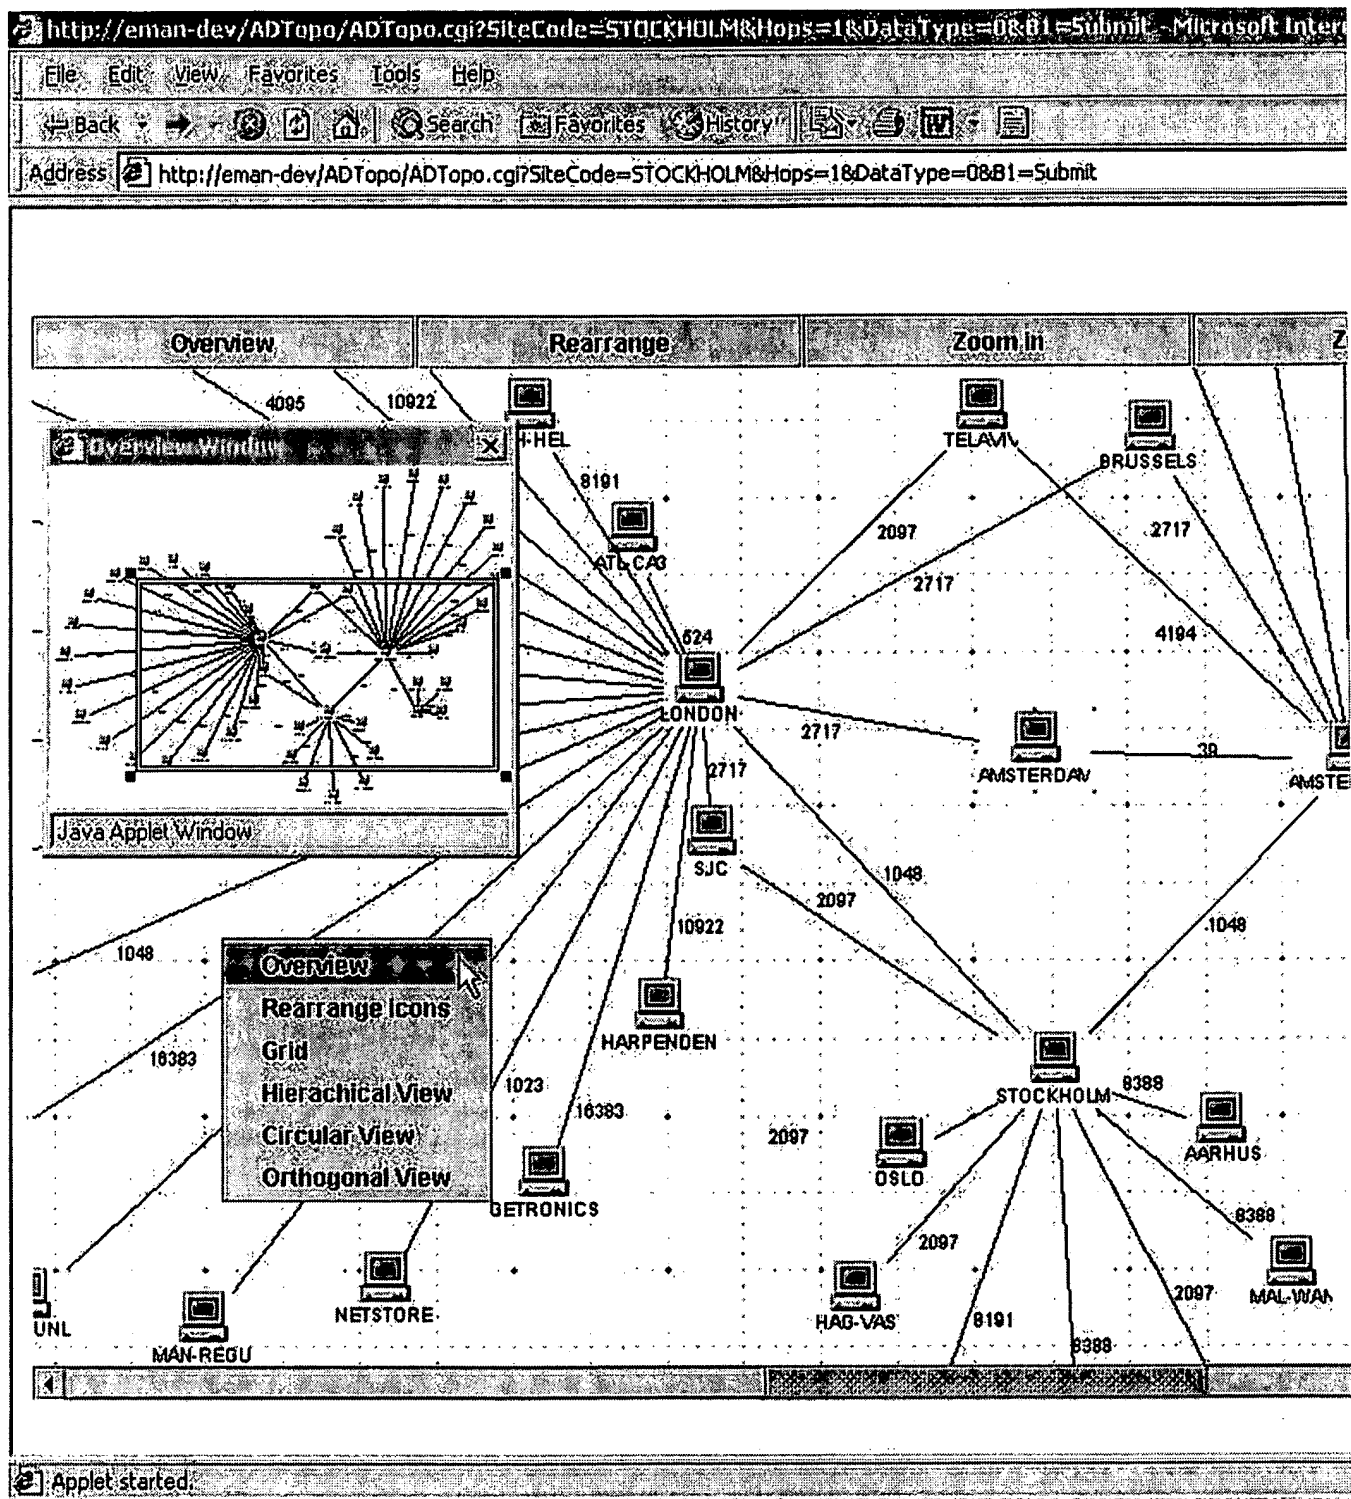 http://eman-dev/ADTopo/ADTopo.cgi?SiteCode=STOCKHOLM&Hops=1&DataType=0&B1=Submit - Microsoft Inter
File Edit View Favorites Tools Help
Back Search Favorites History
Address http://eman-dev/ADTopo/ADTopo.cgi?SiteCode=STOCKHOLM&Hops=1&DataType=0&B1=Submit
Overview Rearrange Zoom In Z
4095 10922
H-HEL
TELAVIV
BRUSSELS
Overview Window
8191
2097
2717
ATL-CA3
2717
524
4194
LONDON
2717
39
AMSTERDAM
AMSTE
2717
Java Applet Window
SJC
2097
1048
10922
1048
1048
Overview
Rearrange Icons
Grid
Hierachical View
Circular View
Orthogonal View
HARPENDEN
16383
1023
16383
STOCKHOLM
8388
2097
AARHUS
OSLO
GETRONICS
8388
2097
NETSTORE
HAG-VAS
2097
MAL-WAN
UNL
MAN-REGU
8191
8388
Applet started.